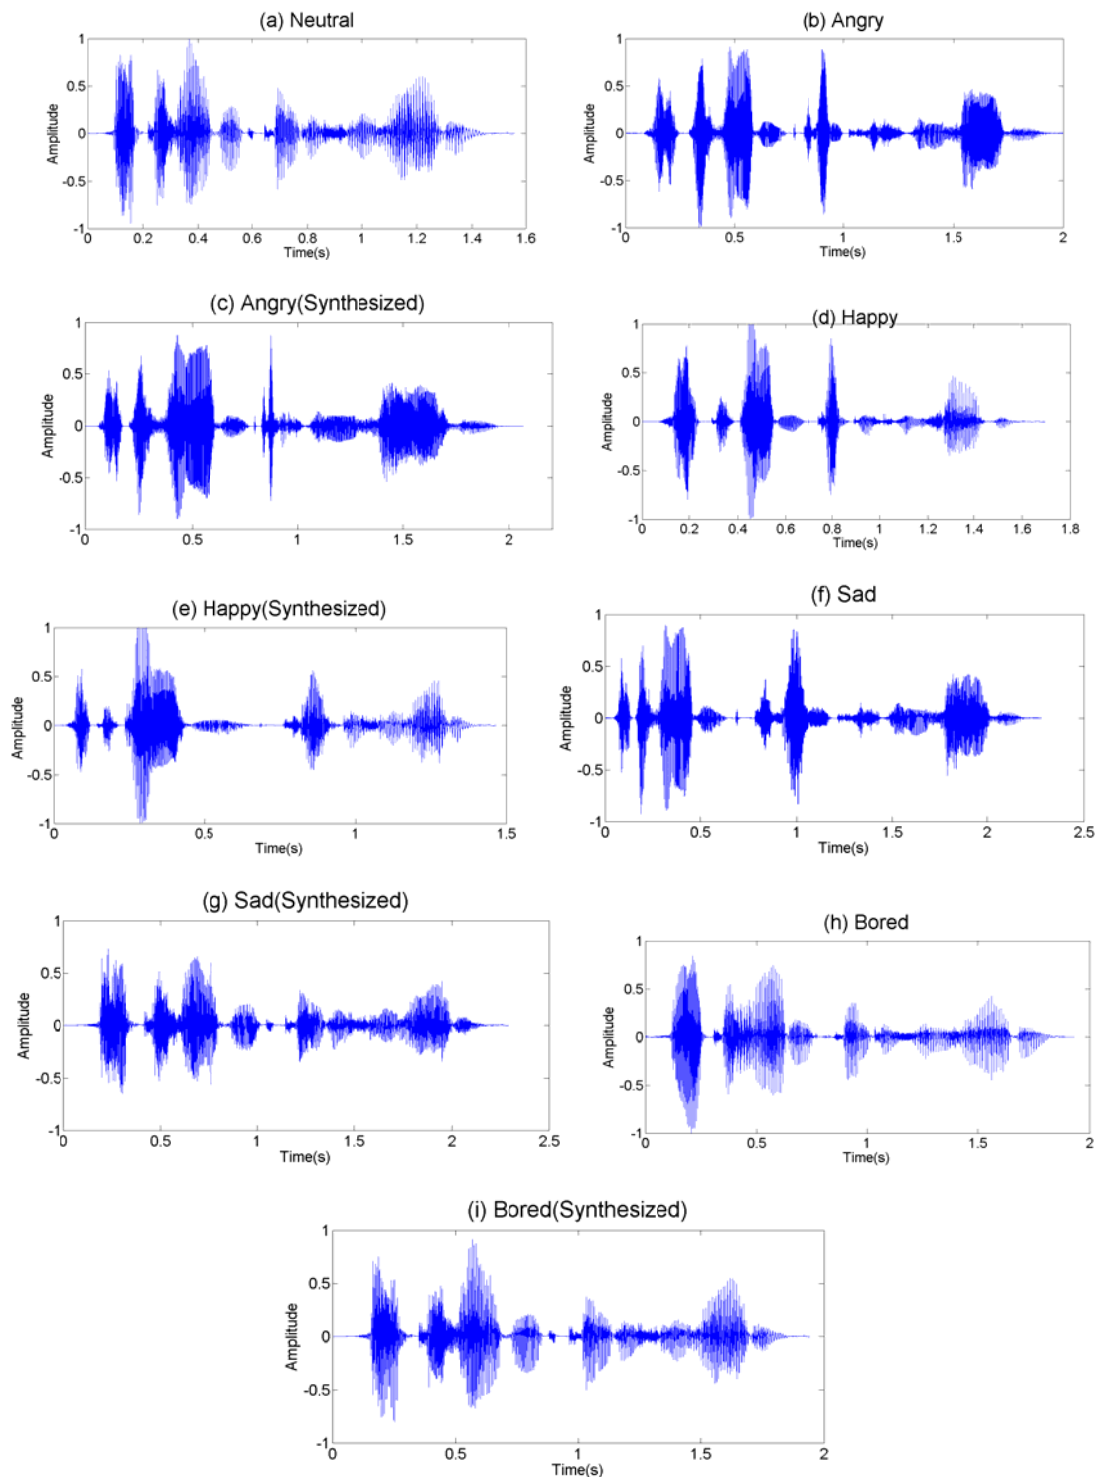 (a) Neutral
1
0.5
0
-0.5
-1
Amplitude
0 0.2 0.4 0.6 0.8 1 1.2 1.4 1.6
Time(s)
(b) Angry
1
0.5
0
-0.5
-1
Amplitude
0 0.5 1 1.5 2
Time(s)
(c) Angry(Synthesized)
1
0.5
0
-0.5
-1
Amplitude
0 0.5 1 1.5 2
Time(s)
(d) Happy
1
0.5
0
-0.5
-1
Amplitude
0 0.2 0.4 0.6 0.8 1 1.2 1.4 1.6 1.8
Time(s)
(e) Happy(Synthesized)
1
0.5
0
-0.5
-1
Amplitude
0 0.5 1 1.5
Time(s)
(f) Sad
1
0.5
0
-0.5
-1
Amplitude
0 0.5 1 1.5 2 2.5
Time(s)
(g) Sad(Synthesized)
1
0.5
0
-0.5
-1
Amplitude
0 0.5 1 1.5 2 2.5
Time(s)
(h) Bored
1
0.5
0
-0.5
-1
Amplitude
0 0.5 1 1.5 2
Time(s)
(i) Bored(Synthesized)
1
0.5
0
-0.5
-1
Amplitude
0 0.5 1 1.5 2
Time(s)